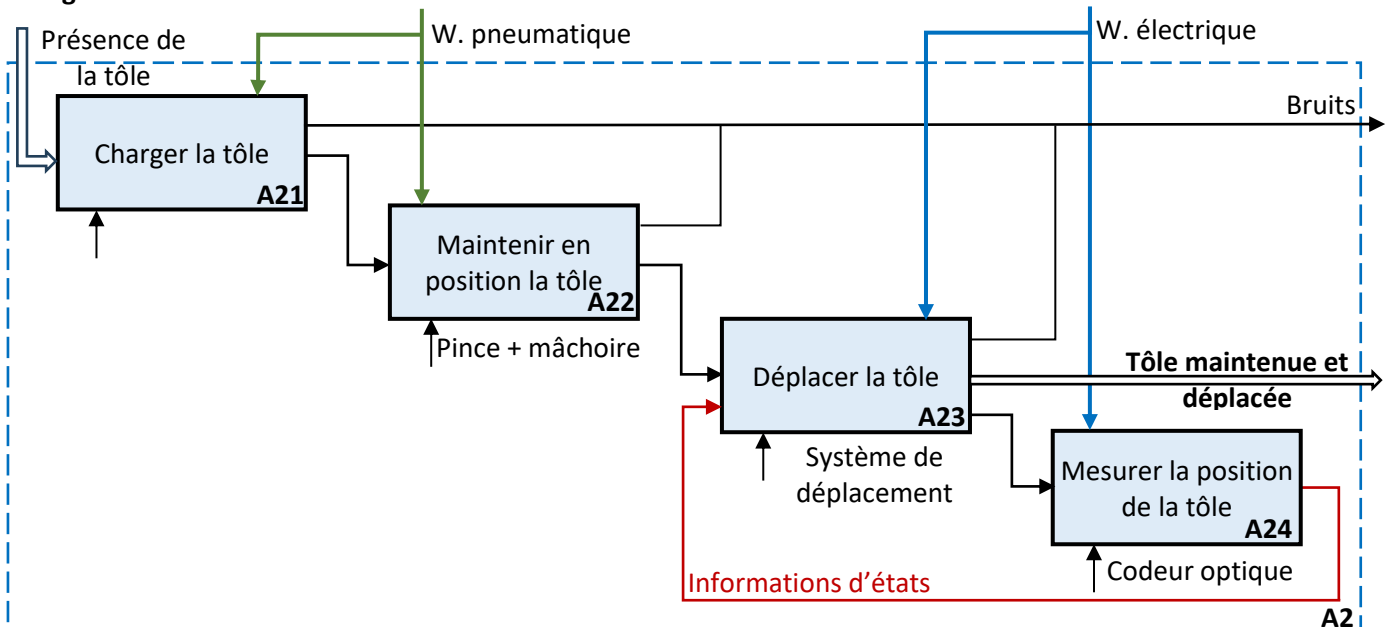 Présence de
la tôle
W. pneumatique
W. électrique
Bruits
Charger la tôle
A21
Maintenir en
position la tôle
A22
Pince + mâchoire
Déplacer la tôle
A23
Tôle maintenue et
déplacée
Système de
déplacement
Mesurer la position
de la tôle
A24
Codeur optique
Informations d’états
A2